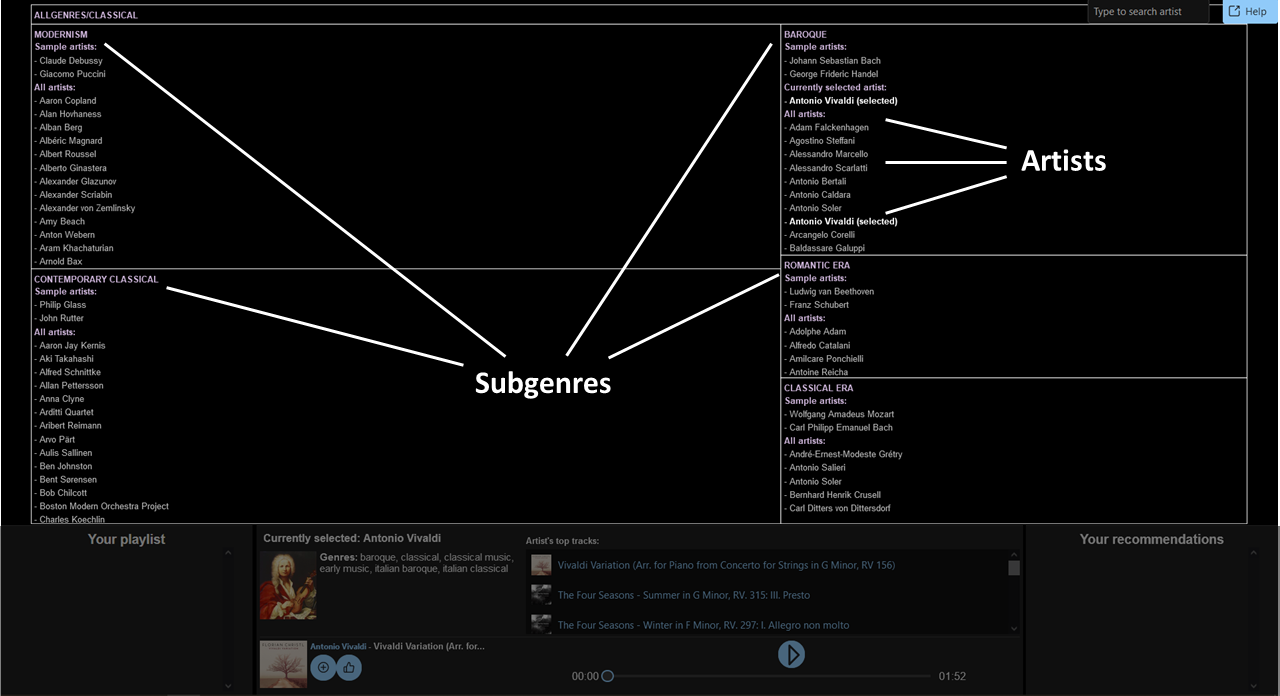 ALLGENRES/CLASSICAL
Type to search artist
Help
MODERNISM
Sample artists:
- Claude Debussy
- Giacomo Puccini
All artists:
- Aaron Copland
- Alan Hovhaness
- Alban Berg
- Albéric Magnard
- Albert Roussel
- Alberto Ginastera
- Alexander Glazunov
- Alexander Scriabin
- Alexander von Zemlinsky
- Amy Beach
- Anton Webern
- Aram Khachaturian
- Arnold Bax
CONTEMPORARY CLASSICAL
Sample artists:
- Philip Glass
- John Rutter
All artists:
- Aaron Jay Kernis
- Aki Takahashi
- Alfred Schnittke
- Allan Pettersson
- Anna Clyne
- Arditti Quartet
- Aribert Reimann
- Arvo Pärt
- Aulis Sallinen
- Ben Johnston
- Bent Sørensen
- Bob Chilcott
- Boston Modern Orchestra Project
- Charles Koechlin
BAROQUE
Sample artists:
- Johann Sebastian Bach
- George Frideric Handel
Currently selected artist:
- Antonio Vivaldi (selected)
All artists:
- Adam Falckenhagen
- Agostino Steffani
- Alessandro Marcello
- Alessandro Scarlatti
- Antonio Bertali
- Antonio Caldara
- Antonio Soler
- Antonio Vivaldi (selected)
- Arcangelo Corelli
- Baldassare Galuppi
Artists
ROMANTIC ERA
Sample artists:
- Ludwig van Beethoven
- Franz Schubert
All artists:
- Adolphe Adam
- Alfredo Catalani
- Amilcare Ponchielli
- Antoine Reicha
Subgenres
CLASSICAL ERA
Sample artists:
- Wolfgang Amadeus Mozart
- Carl Philipp Emanuel Bach
All artists:
- André-Ernest-Modeste Grétry
- Antonio Salieri
- Antonio Soler
- Bernhard Henrik Crusell
- Carl Ditters von Dittersdorf
Your playlist
Currently selected: Antonio Vivaldi
Genres: baroque, classical, classical music,
early music, italian baroque, italian classical
Artist's top tracks:
Vivaldi Variation (Arr. for Piano from Concerto for Strings in G Minor, RV 156)
The Four Seasons - Summer in G Minor, RV. 315: III. Presto
The Four Seasons - Winter in F Minor, RV. 297: I. Allegro non molto
Your recommendations
FLORIAN CHRISTL
Antonio Vivaldi - Vivaldi Variation (Arr. for...
00:00
01:52